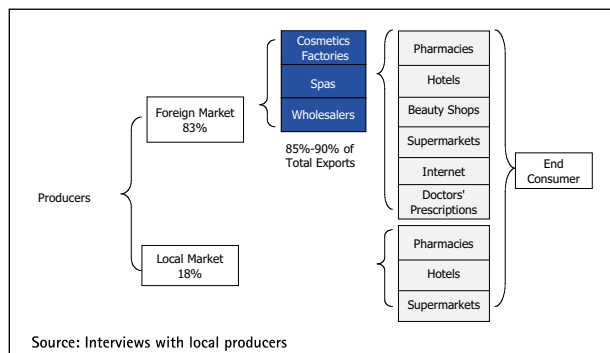 Producers
Foreign Market
83%
Local Market
18%
Cosmetics
Factories
Spas
Wholesalers
85%-90% of
Total Exports
Pharmacies
Hotels
Beauty Shops
Supermarkets
Internet
Doctors'
Prescriptions
Pharmacies
Hotels
Supermarkets
End
Consumer
Source: Interviews with local producers